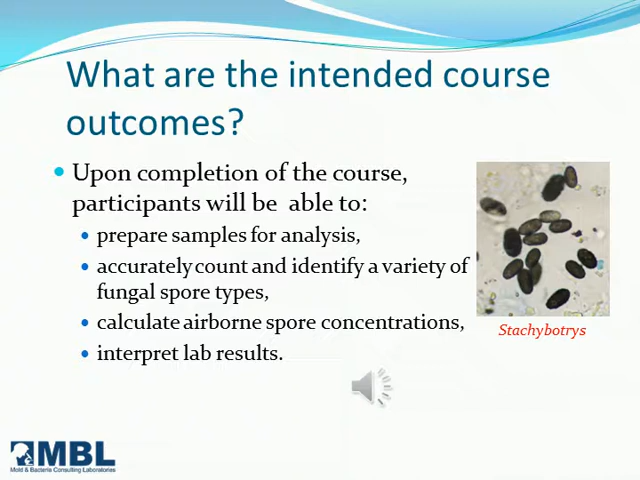 What are the intended course
outcomes?
Upon completion of the course,
participants will be able to:
prepare samples for analysis,
accurately count and identify a variety of
fungal spore types,
calculate airborne spore concentrations,
interpret lab results.
Stachybotrys
MBL
Mold & Bacteria Consulting Laboratories